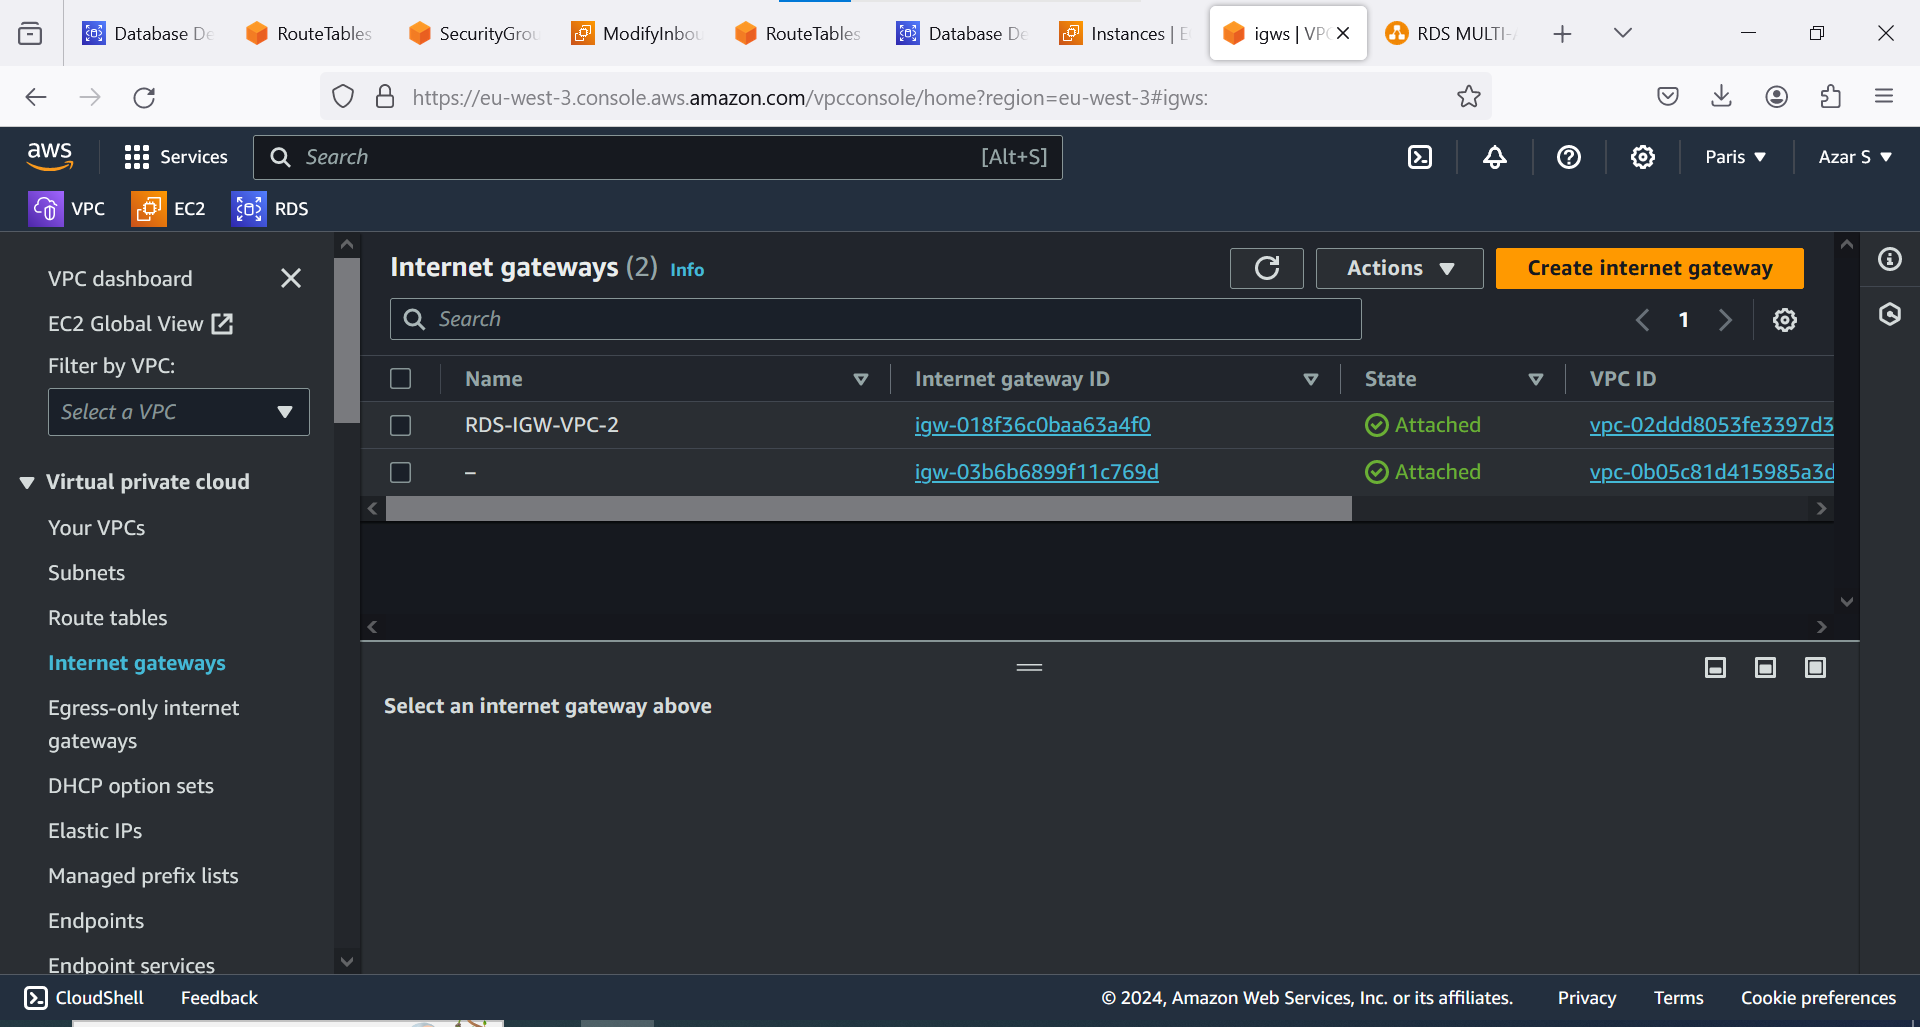 Database De
RouteTables
SecurityGrou
ModifyInbou
RouteTables
Database De
Instances | E
igws | VPC
RDS MULTI-A
https://eu-west-3.console.aws.amazon.com/vpcconsole/home?region=eu-west-3#igws:
aws
Services
Search
[Alt+S]
Paris
Azar S
VPC
EC2
RDS
VPC dashboard
EC2 Global View
Filter by VPC:
Select a VPC
Virtual private cloud
Your VPCs
Subnets
Route tables
Internet gateways
Egress-only internet
gateways
DHCP option sets
Elastic IPs
Managed prefix lists
Endpoints
Endpoint services
Internet gateways (2) Info
Actions
Create internet gateway
Search
1
Name
Internet gateway ID
State
VPC ID
RDS-IGW-VPC-2
igw-018f36c0baa63a4f0
Attached
vpc-02ddd8053fe3397d3
–
igw-03b6b6899f11c769d
Attached
vpc-0b05c81d415985a3d
Select an internet gateway above
CloudShell
Feedback
© 2024, Amazon Web Services, Inc. or its affiliates.
Privacy
Terms
Cookie preferences